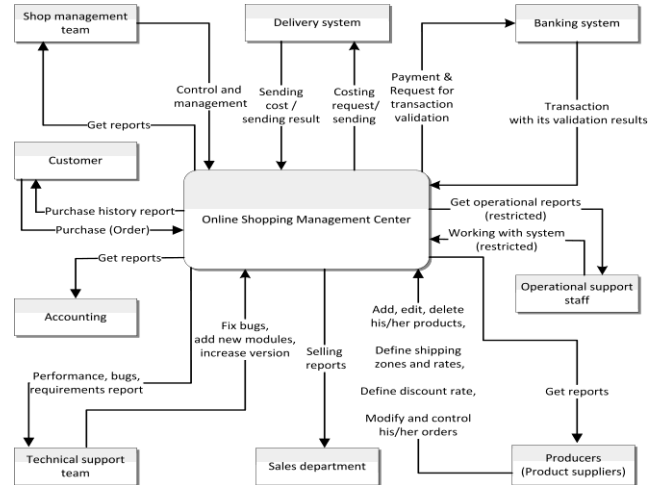 Shop management
team
Delivery system
Banking system
Control and
management
Sending
cost /
sending result
Costing
request/
sending
Payment &
Request for
transaction
validation
Transaction
with its validation results
Get reports
Customer
Purchase history report
Purchase (Order)
Online Shopping Management Center
Get operational reports
(restricted)
Working with system
(restricted)
Get reports
Operational support
staff
Accounting
Fix bugs,
add new modules,
increase version
Selling
reports
Add, edit, delete
his/her products,
Define shipping
zones and rates,
Define discount rate,
Modify and control
his/her orders
Performance, bugs,
requirements report
Get reports
Technical support
team
Sales department
Producers
(Product suppliers)